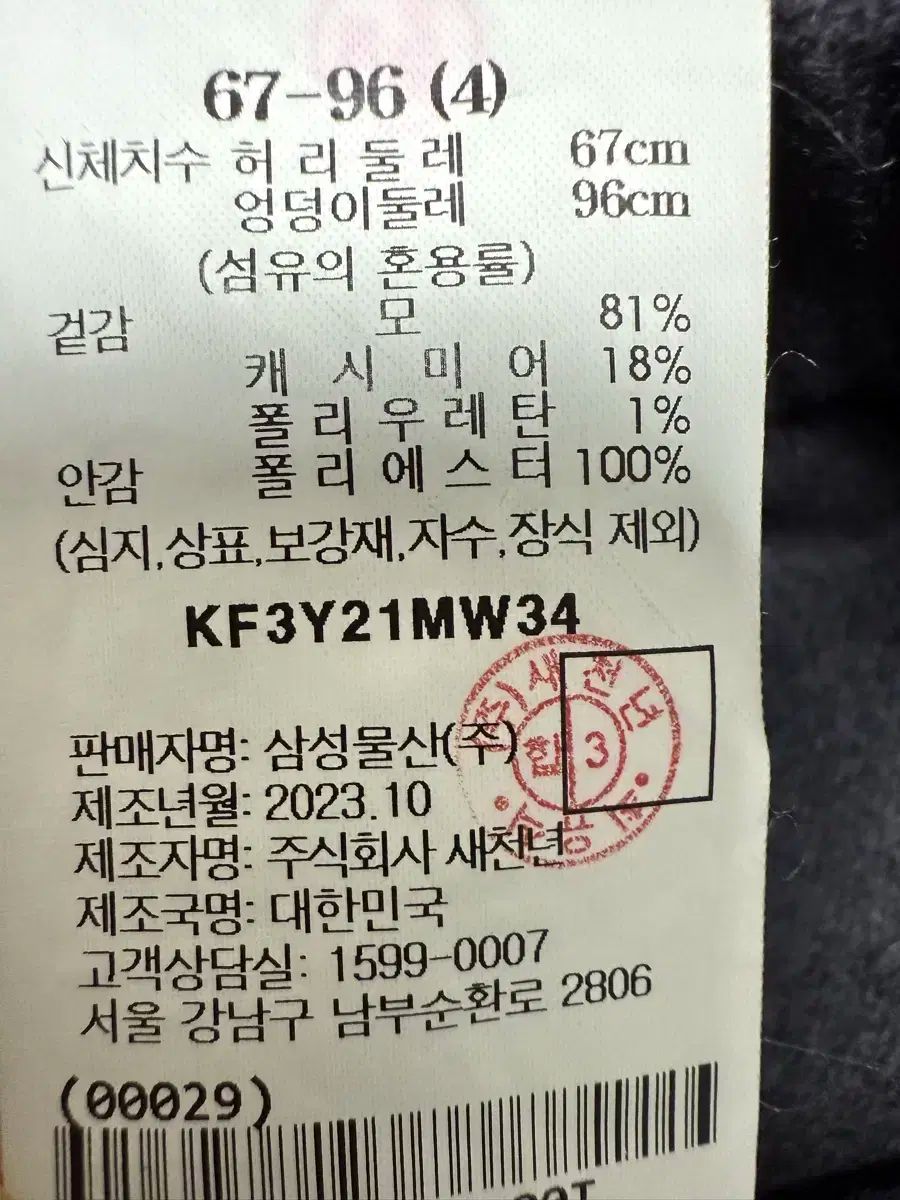 67-96 (4)
신체치수 허리둘레 67cm
엉덩이둘레 96cm
(섬유의 혼용률)
겉감 모 81%
캐시미어 18%
폴리우레탄 1%
안감 폴리에스터 100%
(심지,상표,보강재,자수,장식 제외)
KF3Y21MW34
(주)새천년
합 3
판매자명: 삼성물산(주)
제조년월: 2023.10
제조자명: 주식회사 새천년
제조국명: 대한민국
고객상담실: 1599-0007
서울 강남구 남부순환로 2806
(00029)